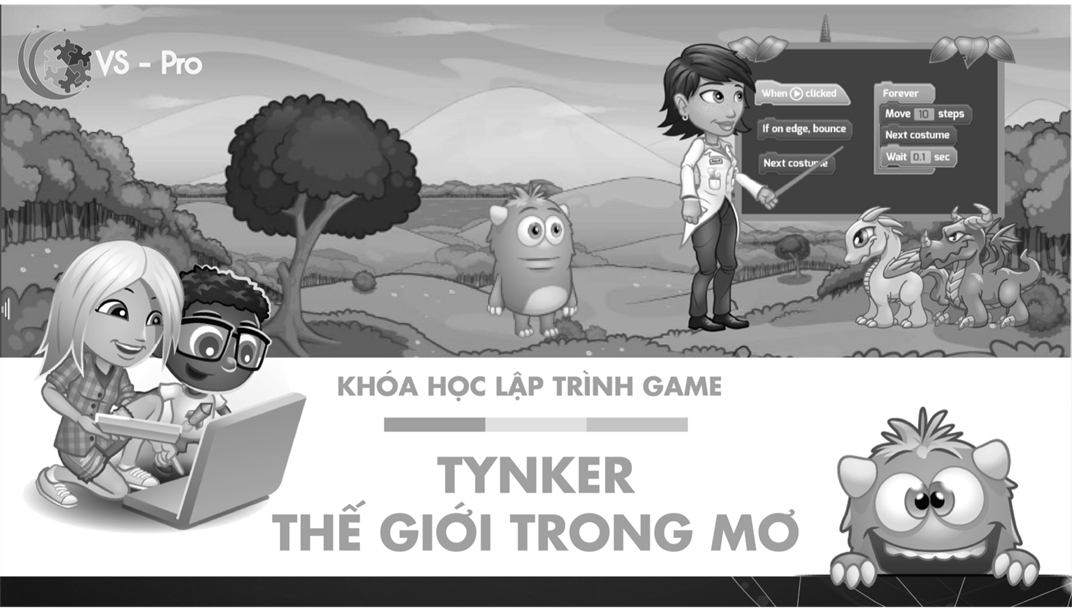 VS - Pro
When clicked
If on edge, bounce
Next costume
Forever
Move 10 steps
Next costume
Wait 0.1 sec
KHÓA HỌC LẬP TRÌNH GAME
TYNKER
THẾ GIỚI TRONG MƠ